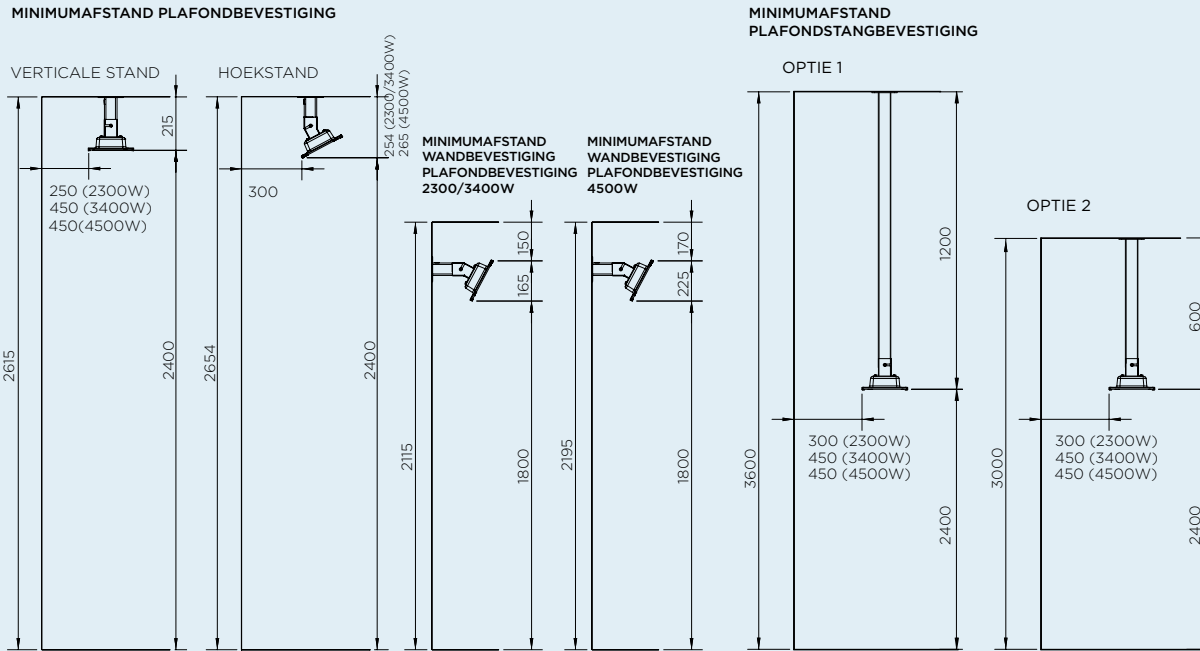 MINIMUMAFSTAND PLAFONDBEVESTIGING
VERTICALE STAND
215
250 (2300W)
450 (3400W)
450(4500W)
2615
2400
HOEKSTAND
254 (2300/3400W)
265 (4500W)
300
2654
2400
MINIMUMAFSTAND
WANDBEVESTIGING
PLAFONDBEVESTIGING
2300/3400W
150
165
2115
1800
MINIMUMAFSTAND
WANDBEVESTIGING
PLAFONDBEVESTIGING
4500W
170
225
2195
1800
MINIMUMAFSTAND
PLAFONDSTANGBEVESTIGING
OPTIE 1
1200
300 (2300W)
450 (3400W)
450 (4500W)
3600
2400
OPTIE 2
600
300 (2300W)
450 (3400W)
450 (4500W)
3000
2400